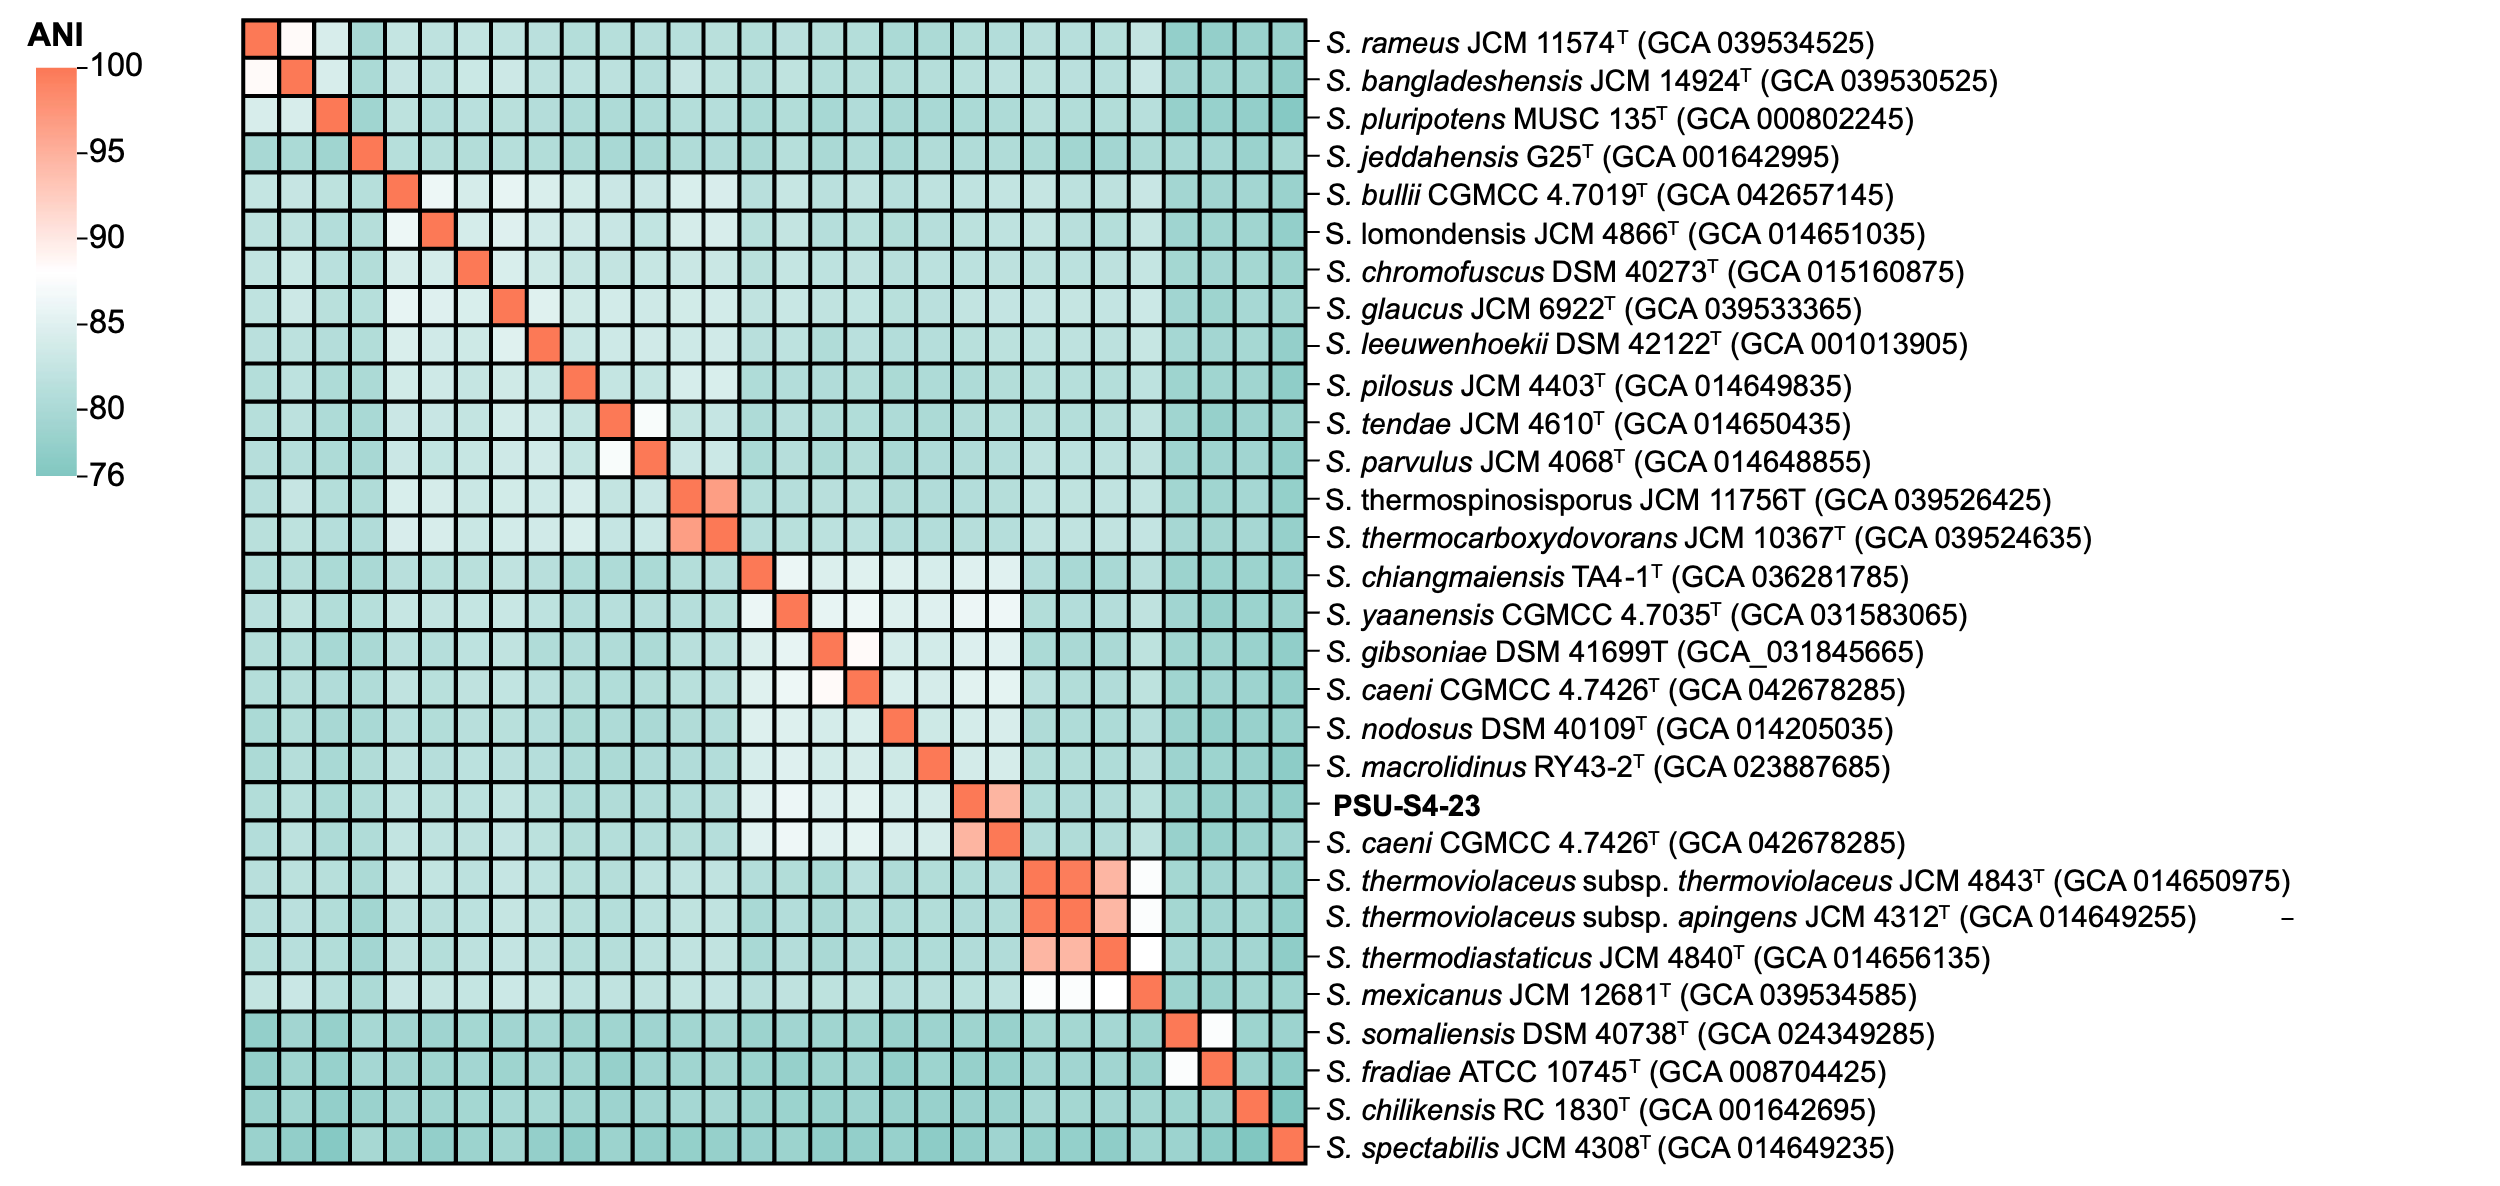 ANI
100
95
90
85
80
76
S. rameus JCM 11574ᵀ (GCA 039534525)
S. bangladeshensis JCM 14924ᵀ (GCA 039530525)
S. pluripotens MUSC 135ᵀ (GCA 000802245)
S. jeddahensis G25ᵀ (GCA 001642995)
S. bullii CGMCC 4.7019ᵀ (GCA 042657145)
S. lomondensis JCM 4866ᵀ (GCA 014651035)
S. chromofuscus DSM 40273ᵀ (GCA 015160875)
S. glaucus JCM 6922ᵀ (GCA 039533365)
S. leeuwenhoekii DSM 42122ᵀ (GCA 001013905)
S. pilosus JCM 4403ᵀ (GCA 014649835)
S. tendae JCM 4610ᵀ (GCA 014650435)
S. parvulus JCM 4068ᵀ (GCA 014648855)
S. thermospinosisporus JCM 11756T (GCA 039526425)
S. thermocarboxydovorans JCM 10367ᵀ (GCA 039524635)
S. chiangmaiensis TA4-1ᵀ (GCA 036281785)
S. yaanensis CGMCC 4.7035ᵀ (GCA 031583065)
S. gibsoniae DSM 41699T (GCA_031845665)
S. caeni CGMCC 4.7426ᵀ (GCA 042678285)
S. nodosus DSM 40109ᵀ (GCA 014205035)
S. macrolidinus RY43-2ᵀ (GCA 023887685)
PSU-S4-23
S. caeni CGMCC 4.7426ᵀ (GCA 042678285)
S. thermoviolaceus subsp. thermoviolaceus JCM 4843ᵀ (GCA 014650975)
S. thermoviolaceus subsp. apingens JCM 4312ᵀ (GCA 014649255)
S. thermodiastaticus JCM 4840ᵀ (GCA 014656135)
S. mexicanus JCM 12681ᵀ (GCA 039534585)
S. somaliensis DSM 40738ᵀ (GCA 024349285)
S. fradiae ATCC 10745ᵀ (GCA 008704425)
S. chilikensis RC 1830ᵀ (GCA 001642695)
S. spectabilis JCM 4308ᵀ (GCA 014649235)